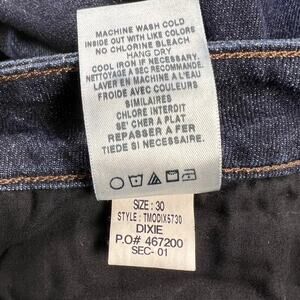 MACHINE WASH COLD
INSIDE OUT WITH LIKE COLORS
NO CHLORINE BLEACH
HANG DRY
COOL IRON IF NECESSARY.
NETTOYAGE A SEC RECOMMANDE.
LAVER EN MACHINE A L'EAU
FROIDE AVEC COULEURS
SIMILAIRES
CHLORE INTERDIT
SÈCHER A PLAT
REPASSER A FER
TIEDE SI NECESSAIRE.
SIZE: 30
STYLE: TMODIX5730
DIXIE
P.O# 467200
SEC- 01